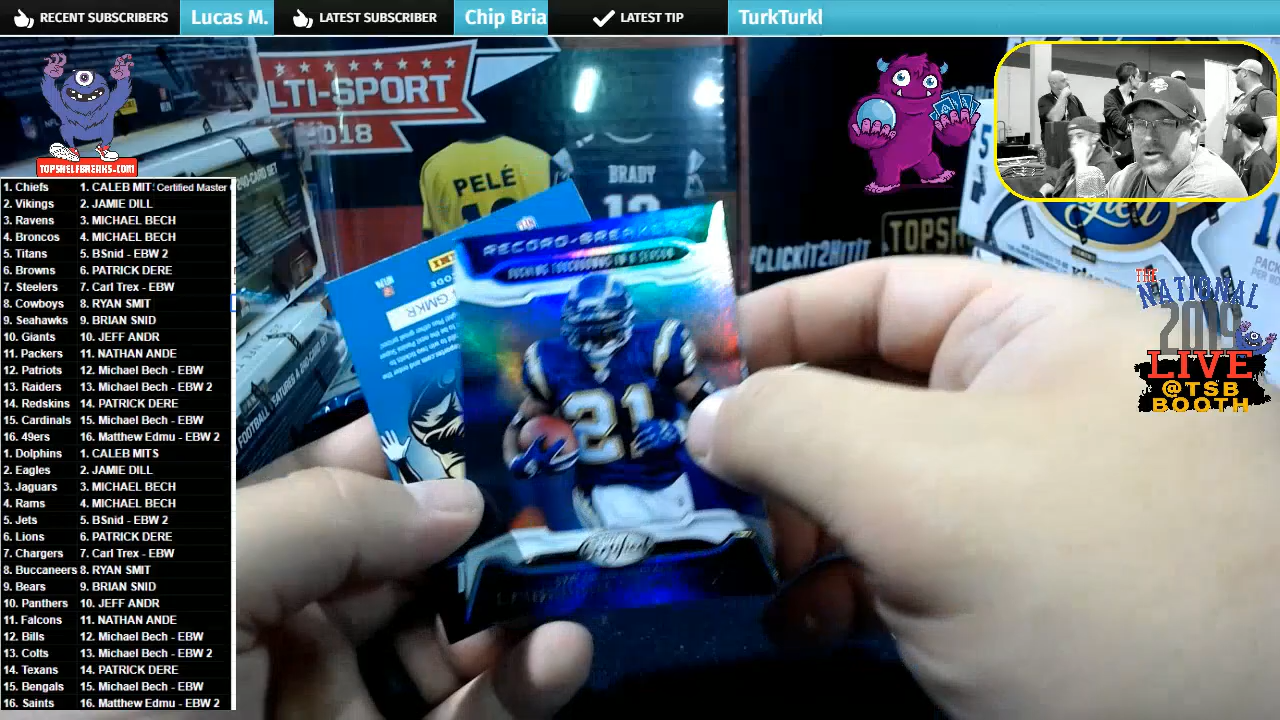 RECENT SUBSCRIBERS
Lucas M.
LATEST SUBSCRIBER
Chip Bria
LATEST TIP
TurkTurkl
LTI-SPORT
2018
PELÉ
BRADY
TOPSHELFBREAKS.COM
1. Chiefs 1. CALEB MIT: Certified Master
2. Vikings 2. JAMIE DILL
3. Ravens 3. MICHAEL BECH
4. Broncos 4. MICHAEL BECH
5. Titans 5. BSnid - EBW 2
6. Browns 6. PATRICK DERE
7. Steelers 7. Carl Trex - EBW
8. Cowboys 8. RYAN SMIT
9. Seahawks 9. BRIAN SNID
10. Giants 10. JEFF ANDR
11. Packers 11. NATHAN ANDE
12. Patriots 12. Michael Bech - EBW
13. Raiders 13. Michael Bech - EBW 2
14. Redskins 14. PATRICK DERE
15. Cardinals 15. Michael Bech - EBW
16. 49ers 16. Matthew Edmu - EBW 2
1. Dolphins 1. CALEB MITS
2. Eagles 2. JAMIE DILL
3. Jaguars 3. MICHAEL BECH
4. Rams 4. MICHAEL BECH
5. Jets 5. BSnid - EBW 2
6. Lions 6. PATRICK DERE
7. Chargers 7. Carl Trex - EBW
8. Buccaneers 8. RYAN SMIT
9. Bears 9. BRIAN SNID
10. Panthers 10. JEFF ANDR
11. Falcons 11. NATHAN ANDE
12. Bills 12. Michael Bech - EBW
13. Colts 13. Michael Bech - EBW 2
14. Texans 14. PATRICK DERE
15. Bengals 15. Michael Bech - EBW
16. Saints 16. Matthew Edmu - EBW 2
RECORD-BREAKERS
RUSHING TOUCHDOWNS IN A SEASON
21
Certified
GMKR
#CLICKIT2HITIT
TOPSH
THE
NATIONAL
2019
LIVE
@TSB
BOOTH